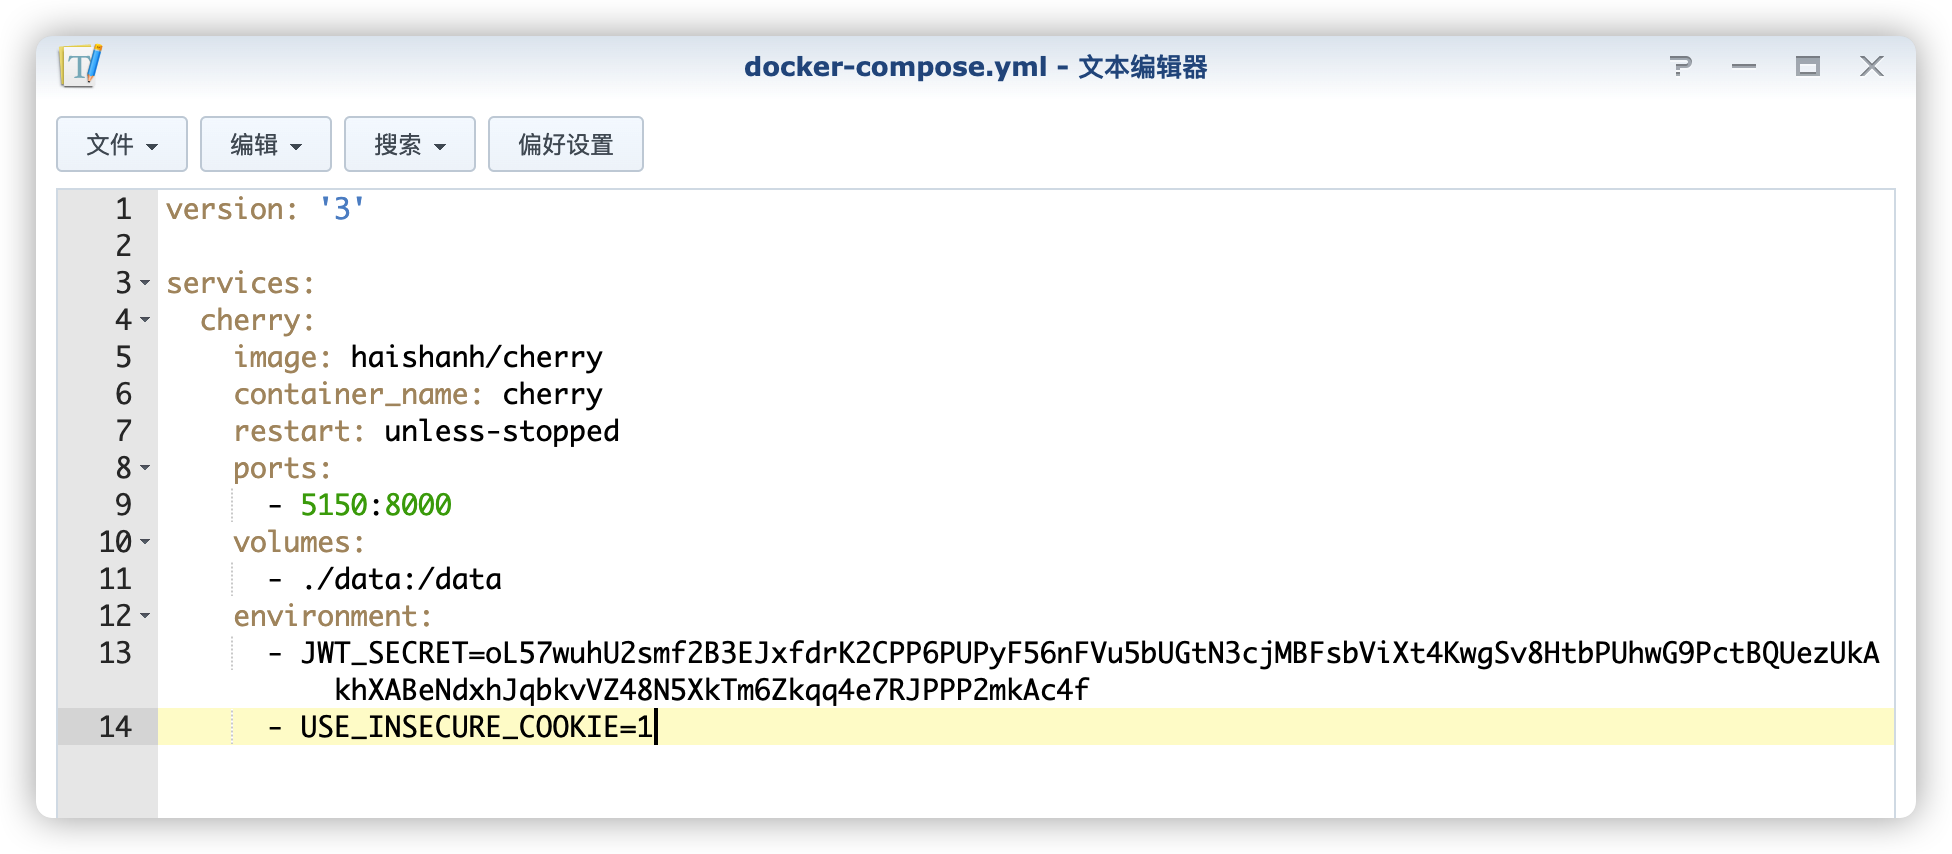 docker-compose.yml - 文本编辑器
文件 编辑 搜索 偏好设置
1 version: '3'
2
3 services:
4 cherry:
5 image: haishanh/cherry
6 container_name: cherry
7 restart: unless-stopped
8 ports:
9 - 5150:8000
10 volumes:
11 - ./data:/data
12 environment:
13 - JWT_SECRET=oL57wuhU2smf2B3EJxfdrK2CPP6PUPyF56nFVu5bUGtN3cjMBFsbViXt4KwgSv8HtbPUhwG9PctBQUezUkA
khXABeNdxhJqbkvVZ48N5XkTm6Zkqq4e7RJPPP2mkAc4f
14 - USE_INSECURE_COOKIE=1